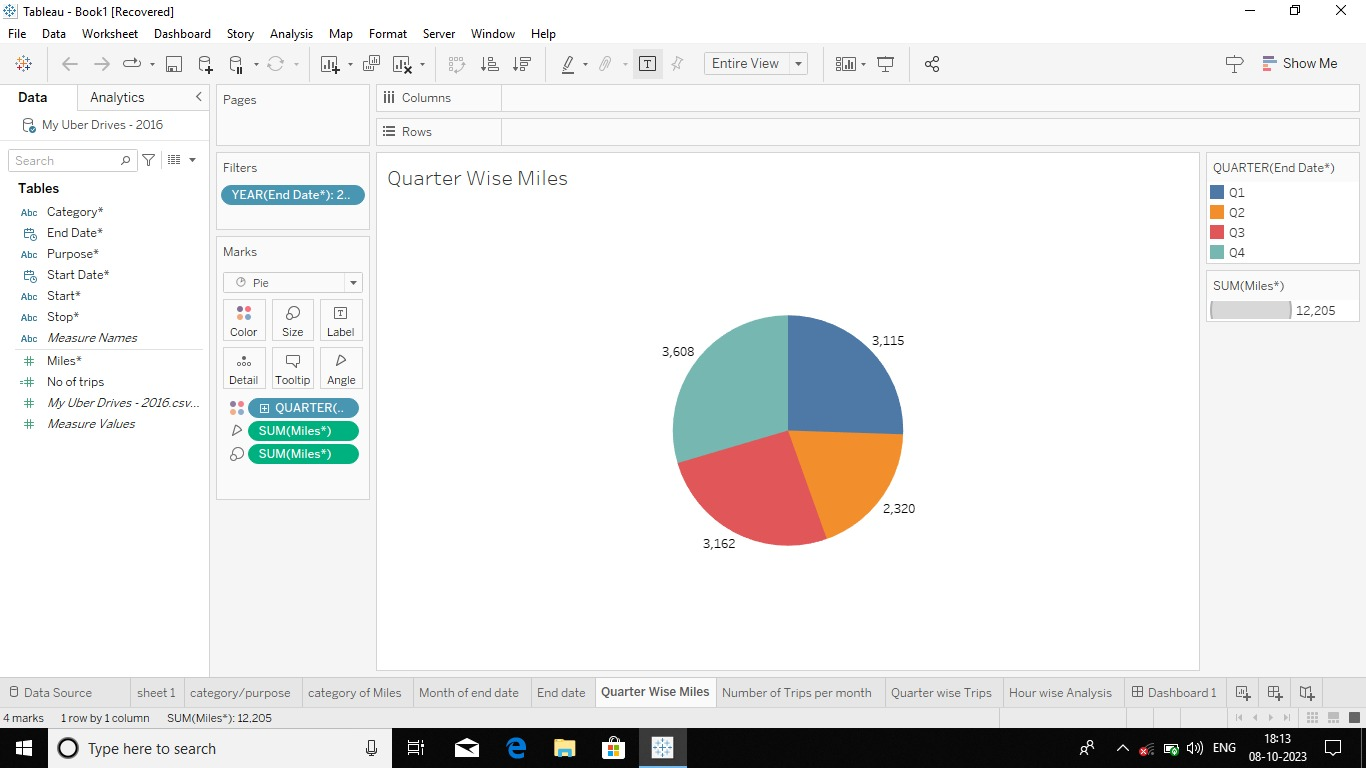 Tableau - Book1 [Recovered]
File Data Worksheet Dashboard Story Analysis Map Format Server Window Help
Entire View
Show Me
Data Analytics
My Uber Drives - 2016
Search
Tables
Abc Category*
End Date*
Abc Purpose*
Start Date*
Abc Start*
Abc Stop*
Abc Measure Names
Miles*
No of trips
My Uber Drives - 2016.csv...
Measure Values
Pages
Filters
YEAR(End Date*): 2..
Marks
Pie
Color Size Label
Detail Tooltip Angle
QUARTER(..
SUM(Miles*)
SUM(Miles*)
Columns
Rows
Quarter Wise Miles
3,115
3,608
2,320
3,162
QUARTER(End Date*)
Q1
Q2
Q3
Q4
SUM(Miles*)
12,205
Data Source sheet 1 category/purpose category of Miles Month of end date End date Quarter Wise Miles Number of Trips per month Quarter wise Trips Hour wise Analysis Dashboard 1
4 marks 1 row by 1 column SUM(Miles*): 12,205
Type here to search
ENG
18:13
08-10-2023